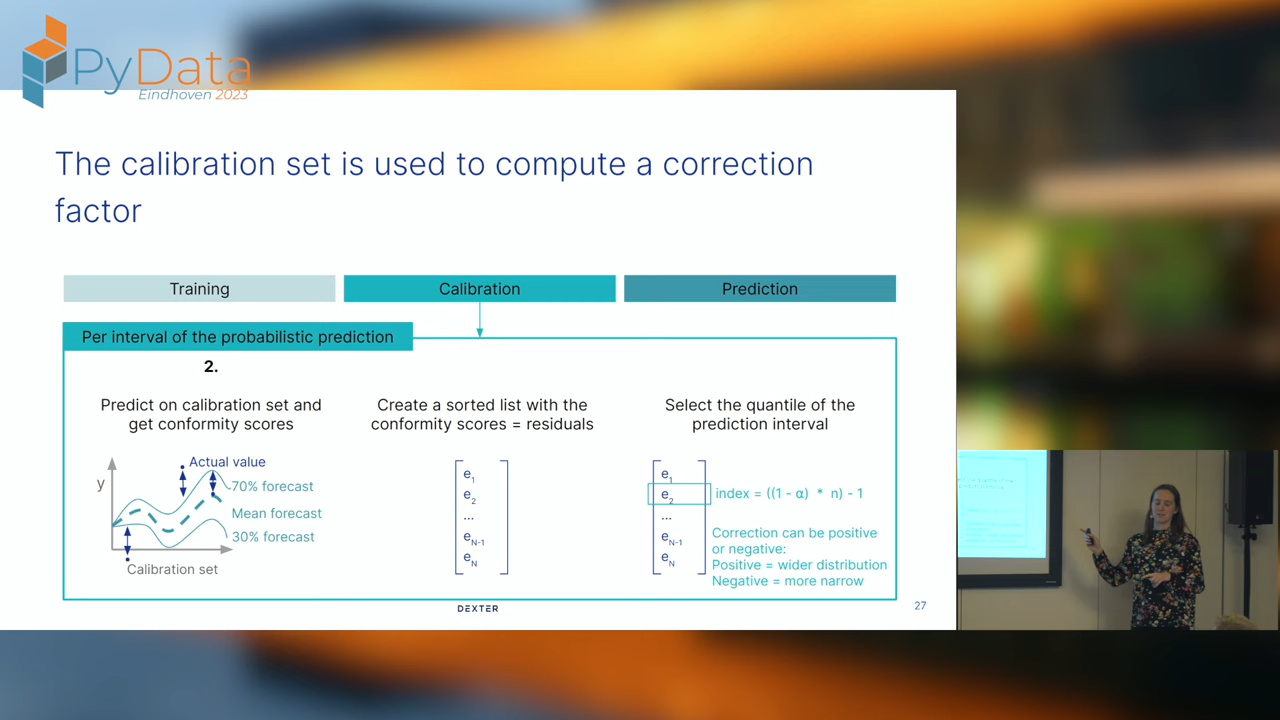 PyData
Eindhoven 2023
The calibration set is used to compute a correction
factor
Training
Calibration
Prediction
Per interval of the probabilistic prediction
2.
Predict on calibration set and
get conformity scores
Create a sorted list with the
conformity scores = residuals
Select the quantile of the
prediction interval
y
Actual value
70% forecast
Mean forecast
30% forecast
Calibration set
e1
e2
...
eN-1
eN
e1
e2
...
eN-1
eN
index = ((1 - α) * n) - 1
Correction can be positive
or negative:
Positive = wider distribution
Negative = more narrow
DEXTER
27